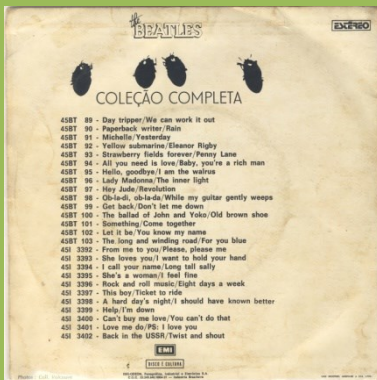 the
BEATLES
ESTÉREO
COLEÇÃO COMPLETA
45BT 89 - Day tripper/We can work it out
45BT 90 - Paperback writer/Rain
45BT 91 - Michelle/Yesterday
45BT 92 - Yellow submarine/Eleanor Rigby
45BT 93 - Strawberry fields forever/Penny Lane
45BT 94 - All you need is love/Baby, you're a rich man
45BT 95 - Hello, goodbye/I am the walrus
45BT 96 - Lady Madonna/The inner light
45BT 97 - Hey Jude/Revolution
45BT 98 - Ob-la-di, ob-la-da/While my guitar gently weeps
45BT 99 - Get back/Don't let me down
45BT 100 - The ballad of John and Yoko/Old brown shoe
45BT 101 - Something/Come together
45BT 102 - Let it be/You know my name
45BT 103 - The long and winding road/For you blue
45I 3392 - From me to you/Please, please me
45I 3393 - She loves you/I want to hold your hand
45I 3394 - I call your name/Long tall sally
45I 3395 - She's a woman/I feel fine
45I 3396 - Rock and roll music/Eight days a week
45I 3397 - This boy/Ticket to ride
45I 3398 - A hard day's night/I should have known better
45I 3399 - Help/I'm down
45I 3400 - Can't buy me love/You can't do that
45I 3401 - Love me do/PS: I love you
45I 3402 - Back in the USSR/Twist and shout
EMI
DISCO É CULTURA